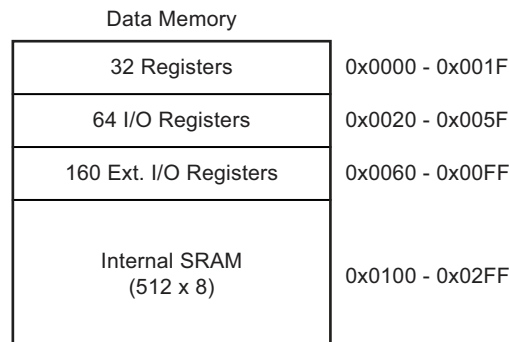 Data Memory
32 Registers 0x0000 - 0x001F
64 I/O Registers 0x0020 - 0x005F
160 Ext. I/O Registers 0x0060 - 0x00FF
Internal SRAM
(512 x 8) 0x0100 - 0x02FF